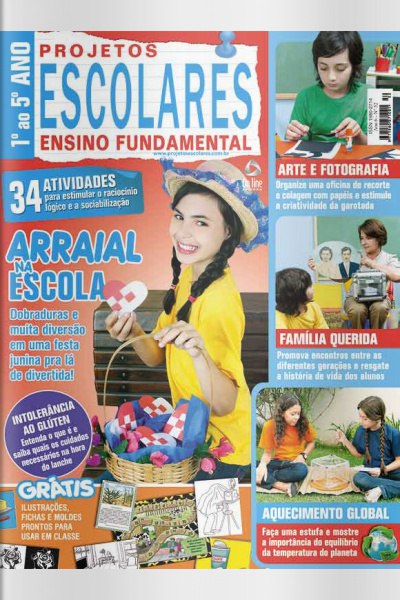 1º ao 5º ANO
PROJETOS
ESCOLARES
ENSINO FUNDAMENTAL
www.projetosescolares.com.br
34 ATIVIDADES
para estimular o raciocínio
lógico e a sociabilização
On line
ARRAIAL
NA
ESCOLA
Dobraduras e
muita diversão
em uma festa
junina pra lá
de divertida!
INTOLERÂNCIA
AO GLÚTEN
Entenda o que é e
saiba quais os cuidados
necessários na hora
do lanche
GRÁTIS
ILUSTRAÇÕES,
FICHAS E MOLDES
PRONTOS PARA
USAR EM CLASSE
ARTE E FOTOGRAFIA
Organize uma oficina de recorte
e colagem com papéis e estimule
a criatividade da garotada
FAMÍLIA QUERIDA
Promova encontros entre as
diferentes gerações e resgate
a história de vida dos alunos
AQUECIMENTO GLOBAL
Faça uma estufa e mostre
a importância do equilíbrio
da temperatura do planeta